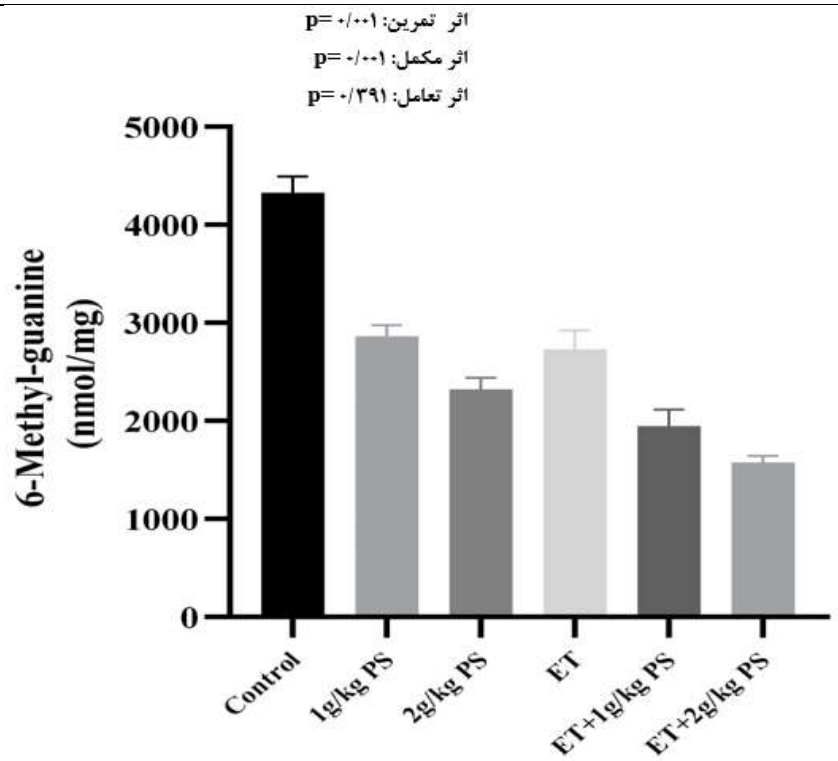 اثر تمرین: p= ۰/۰۰۱
اثر مکمل: p= ۰/۰۰۱
اثر تعامل: p= ۰/۳۹۱
6-Methyl-guanine
(nmol/mg)
5000
4000
3000
2000
1000
0
Control
1g/kg PS
2g/kg PS
ET
ET+1g/kg PS
ET+2g/kg PS